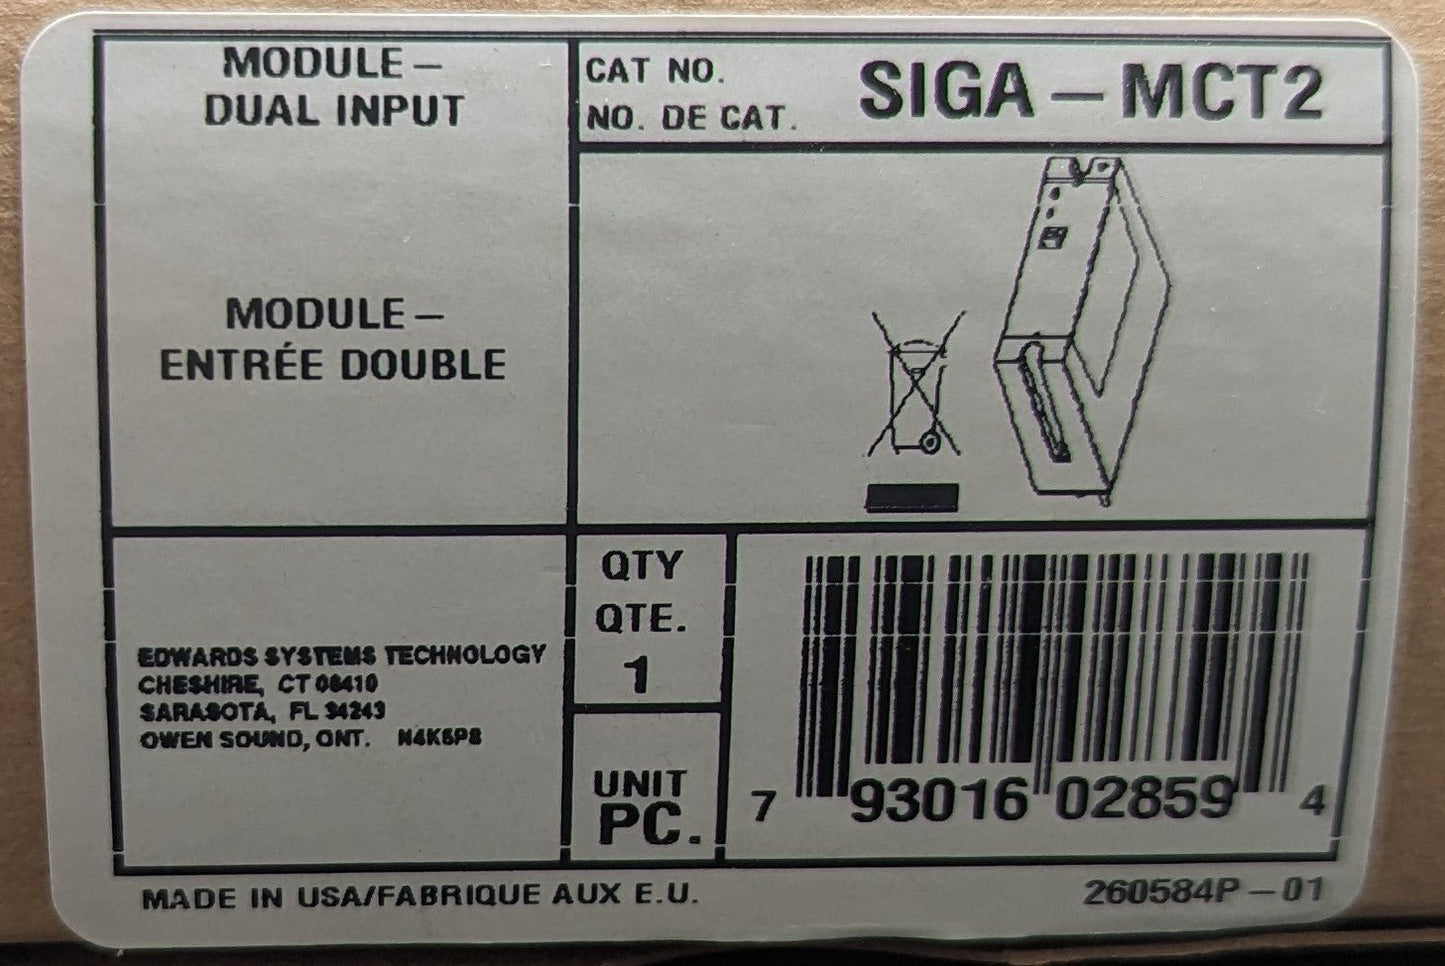 MODULE –
DUAL INPUT
MODULE –
ENTRÉE DOUBLE
CAT NO.
NO. DE CAT.
SIGA – MCT2
EDWARDS SYSTEMS TECHNOLOGY
CHESHIRE, CT 06410
SARASOTA, FL 34243
OWEN SOUND, ONT. N4K6P8
QTY
QTE.
1
UNIT
PC.
7 93016 02859 4
MADE IN USA/FABRIQUE AUX E.U.
260584P – 01